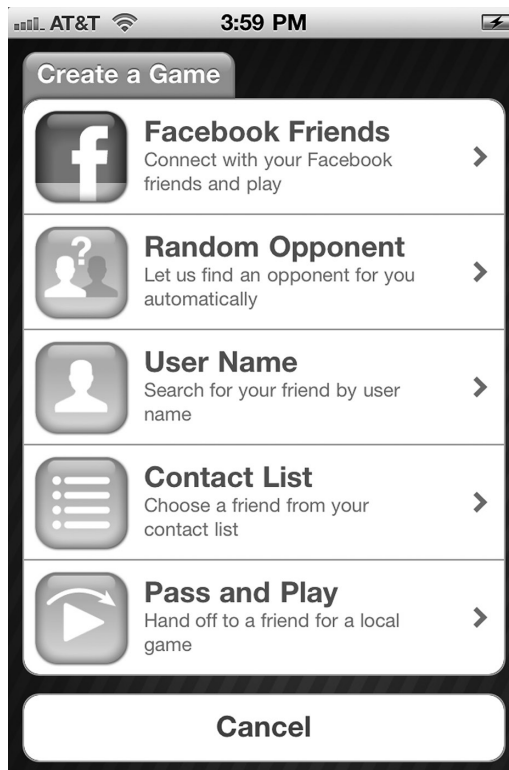 AT&T 3:59 PM
Create a Game
Facebook Friends
Connect with your Facebook
friends and play
Random Opponent
Let us find an opponent for you
automatically
User Name
Search for your friend by user
name
Contact List
Choose a friend from your
contact list
Pass and Play
Hand off to a friend for a local
game
Cancel